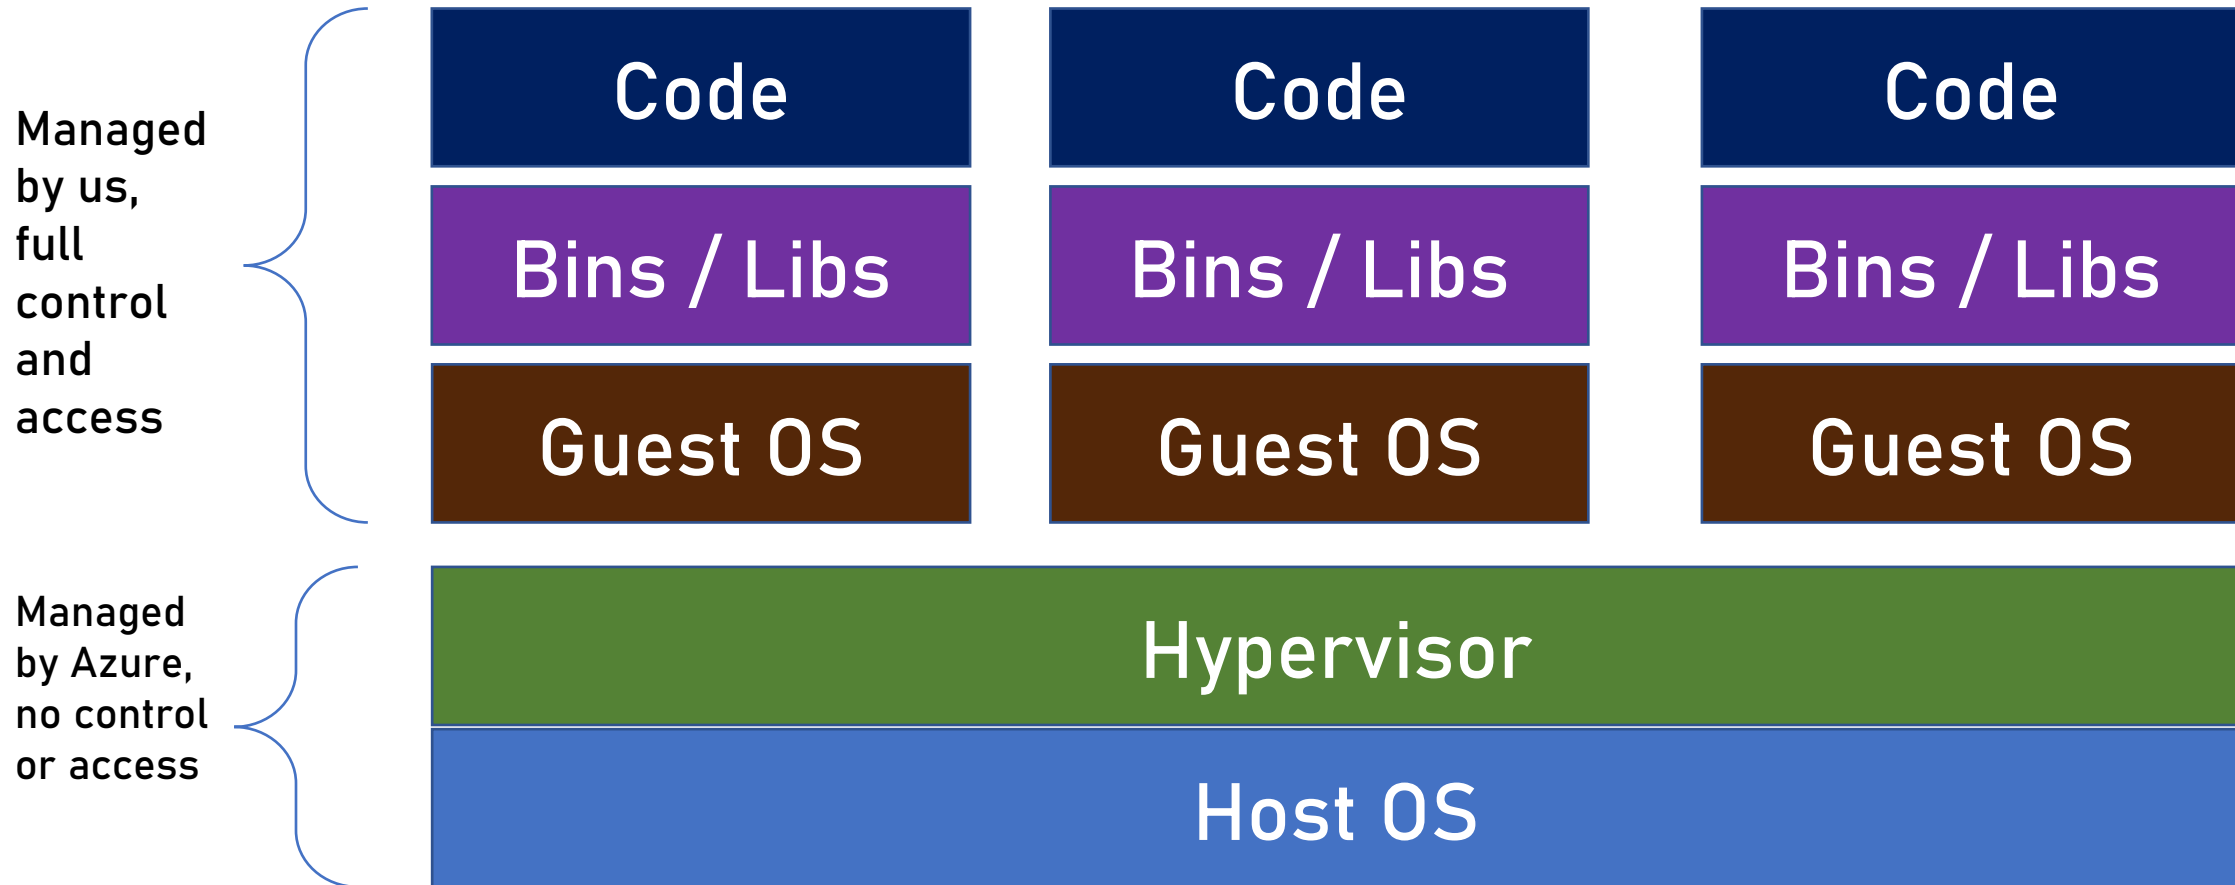 Managed
by us,
full
control
and
access
Code
Code
Code
Bins / Libs
Bins / Libs
Bins / Libs
Guest OS
Guest OS
Guest OS
Managed
by Azure,
no control
or access
Hypervisor
Host OS